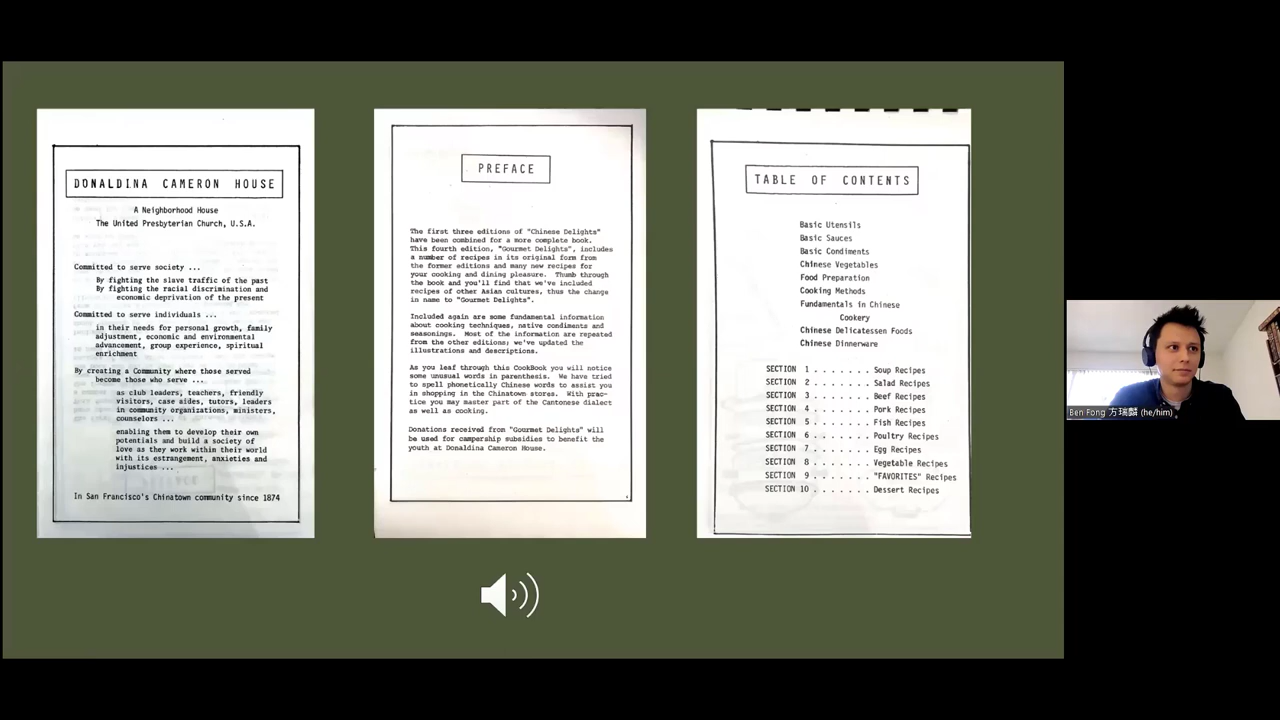 DONALDINA CAMERON HOUSE
A Neighborhood House
The United Presbyterian Church, U.S.A.
Committed to serve society ...
By fighting the slave traffic of the past
By fighting the racial discrimination and
economic deprivation of the present
Committed to serve individuals ...
in their needs for personal growth, family
adjustment, economic and environmental
advancement, group experience, spiritual
enrichment
By creating a Community where those served
become those who serve ...
as club leaders, teachers, friendly
visitors, case aides, tutors, leaders
in community organizations, ministers,
counselors ...
enabling them to develop their own
potentials and build a society of
love as they work within their world
with its estrangement, anxieties and
injustices ...
In San Francisco's Chinatown community since 1874
PREFACE
The first three editions of "Chinese Delights"
have been combined for a more complete book.
This fourth edition, "Gourmet Delights", includes
a number of recipes in its original form from
the former editions and many new recipes for
your cooking and dining pleasure. Thumb through
the book and you'll find that we've included
recipes of other Asian cultures, thus the change
in name to "Gourmet Delights".
Included again are some fundamental information
about cooking techniques, native condiments and
seasonings. Most of the information are repeated
from the other editions; we've updated the
illustrations and descriptions.
As you leaf through this CookBook you will notice
some unusual words in parenthesis. We have tried
to spell phonetically Chinese words to assist you
in shopping in the Chinatown stores. With prac-
tice you may master part of the Cantonese dialect
as well as cooking.
Donations received from "Gourmet Delights" will
be used for campership subsidies to benefit the
youth at Donaldina Cameron House.
TABLE OF CONTENTS
Basic Utensils
Basic Sauces
Basic Condiments
Chinese Vegetables
Food Preparation
Cooking Methods
Fundamentals in Chinese
Cookery
Chinese Delicatessen Foods
Chinese Dinnerware
SECTION 1 . . . . . . . Soup Recipes
SECTION 2 . . . . . . . Salad Recipes
SECTION 3 . . . . . . . Beef Recipes
SECTION 4 . . . . . . . Pork Recipes
SECTION 5 . . . . . . . Fish Recipes
SECTION 6 . . . . . . . Poultry Recipes
SECTION 7 . . . . . . . Egg Recipes
SECTION 8 . . . . . . . Vegetable Recipes
SECTION 9 . . . . . . . "FAVORITES" Recipes
SECTION 10 . . . . . . . Dessert Recipes
Ben Fong 方瑞麟 (he/him)